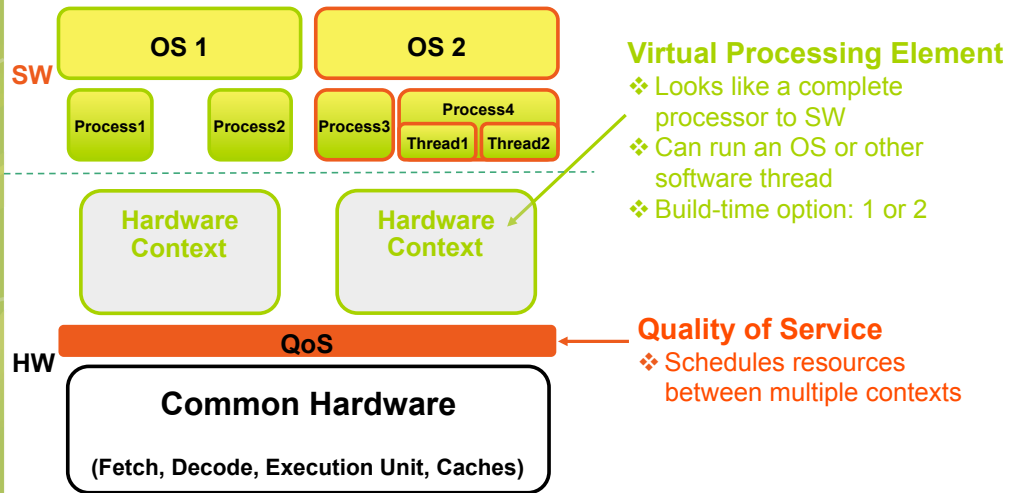 OS 1
OS 2
SW
Process1
Process2
Process3
Process4
Thread1
Thread2
Hardware
Context
Hardware
Context
HW
QoS
Common Hardware
(Fetch, Decode, Execution Unit, Caches)
Virtual Processing Element
❖ Looks like a complete
processor to SW
❖ Can run an OS or other
software thread
❖ Build-time option: 1 or 2
Quality of Service
❖ Schedules resources
between multiple contexts